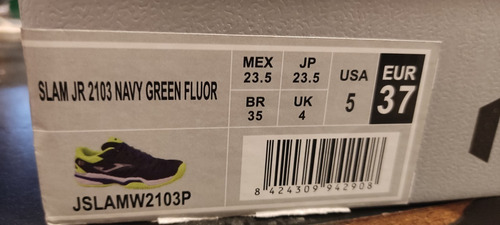 SLAM JR 2103 NAVY GREEN FLUOR
MEX
23.5
JP
23.5
BR
35
UK
4
USA
5
EUR
37
JSLAMW2103P
8 424309 942908